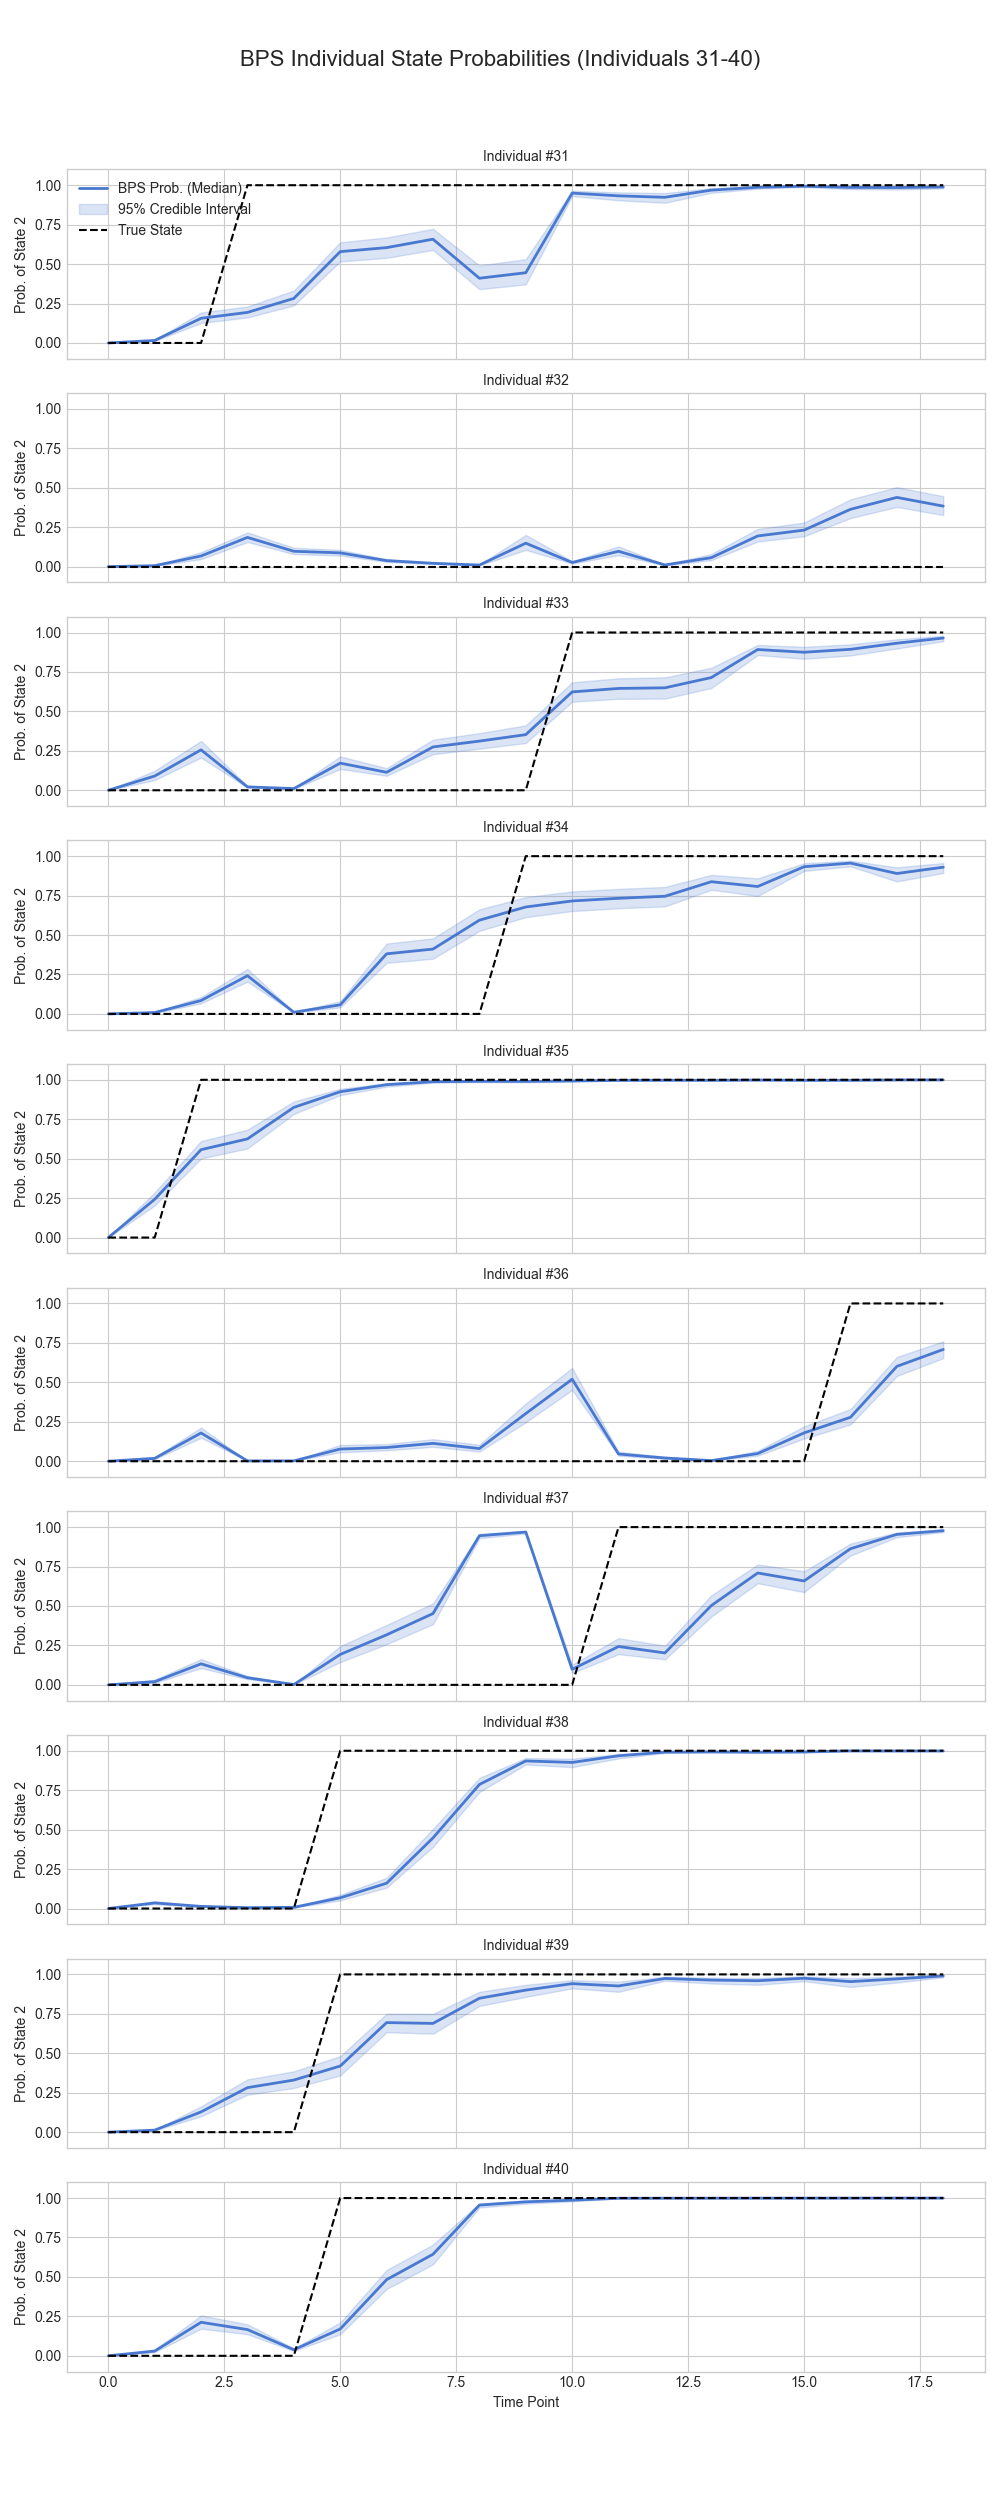 BPS Individual State Probabilities (Individuals 31-40)
Individual #31
BPS Prob. (Median)
95% Credible Interval
True State
Prob. of State 2
1.00
0.75
0.50
0.25
0.00
Individual #32
Prob. of State 2
1.00
0.75
0.50
0.25
0.00
Individual #33
Prob. of State 2
1.00
0.75
0.50
0.25
0.00
Individual #34
Prob. of State 2
1.00
0.75
0.50
0.25
0.00
Individual #35
Prob. of State 2
1.00
0.75
0.50
0.25
0.00
Individual #36
Prob. of State 2
1.00
0.75
0.50
0.25
0.00
Individual #37
Prob. of State 2
1.00
0.75
0.50
0.25
0.00
Individual #38
Prob. of State 2
1.00
0.75
0.50
0.25
0.00
Individual #39
Prob. of State 2
1.00
0.75
0.50
0.25
0.00
Individual #40
Prob. of State 2
1.00
0.75
0.50
0.25
0.00
0.0 2.5 5.0 7.5 10.0 12.5 15.0 17.5
Time Point